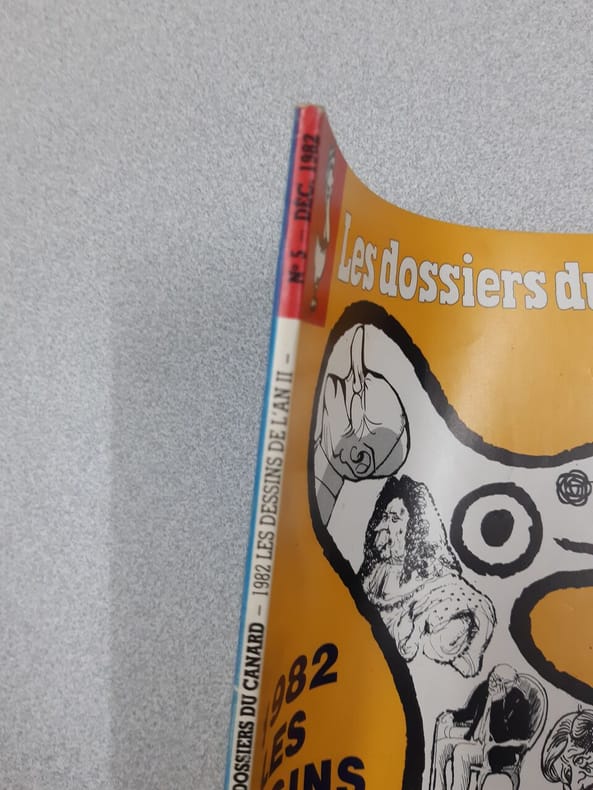 N° 5 – DÉC. 1982
DOSSIERS DU CANARD – 1982 LES DESSINS DE L'AN II –
Les dossiers du
1982
LES